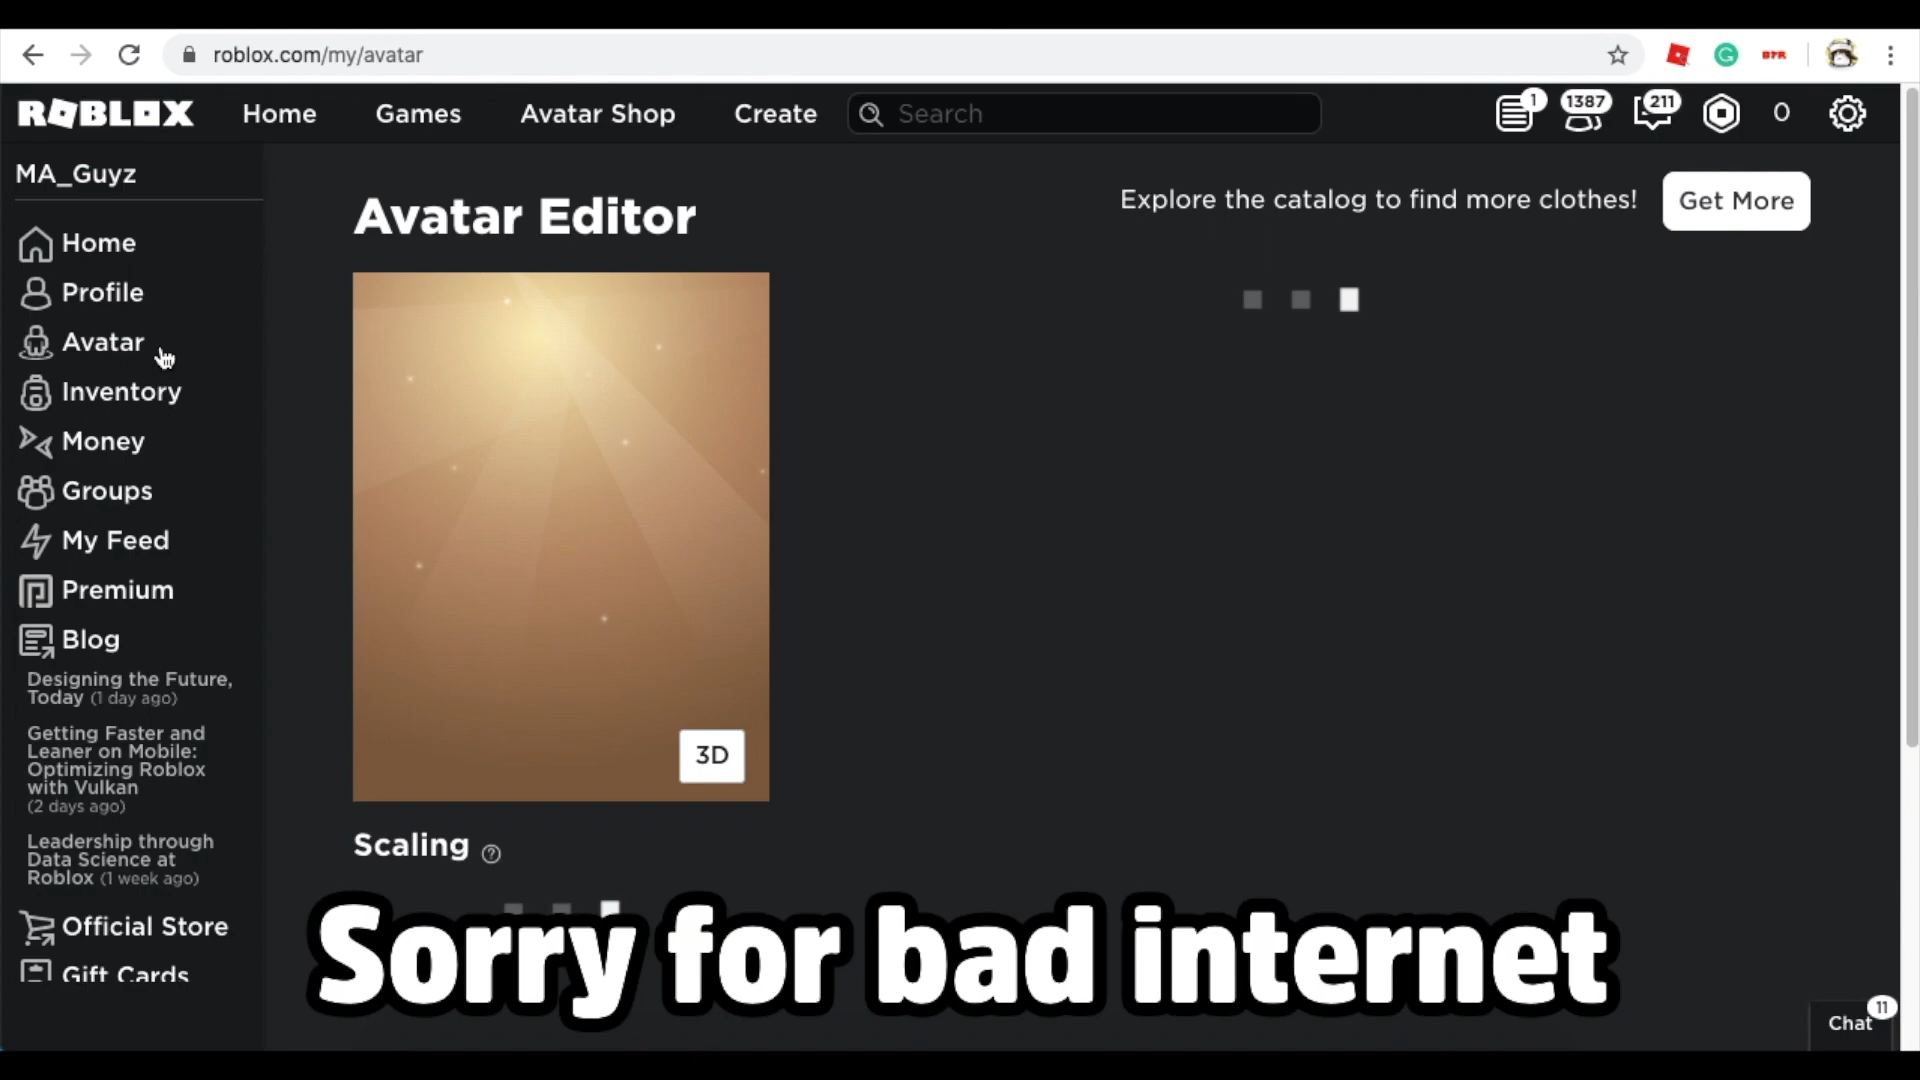 roblox.com/my/avatar
BTR
ROBLOX
Home
Games
Avatar Shop
Create
Search
1
1387
211
0
MA_Guyz
Home
Profile
Avatar
Inventory
Money
Groups
My Feed
Premium
Blog
Designing the Future,
Today (1 day ago)
Getting Faster and
Leaner on Mobile:
Optimizing Roblox
with Vulkan
(2 days ago)
Leadership through
Data Science at
Roblox (1 week ago)
Official Store
Gift Cards
Avatar Editor
Explore the catalog to find more clothes!
Get More
3D
Scaling
?
Sorry for bad internet
Chat
11